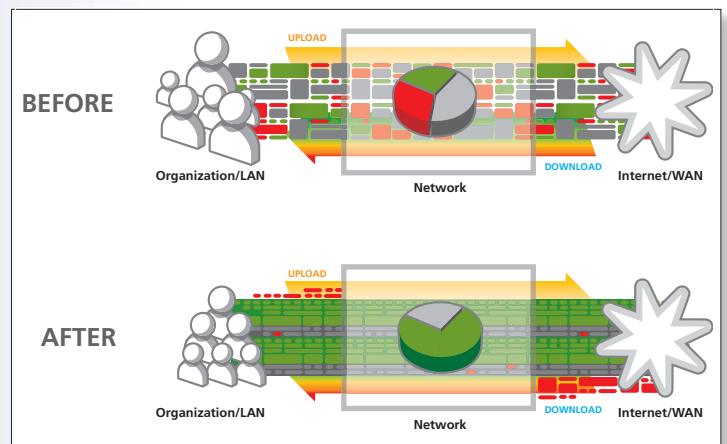 UPLOAD
BEFORE
DOWNLOAD
Organization/LAN
Internet/WAN
Network
UPLOAD
AFTER
DOWNLOAD
Organization/LAN
Internet/WAN
Network